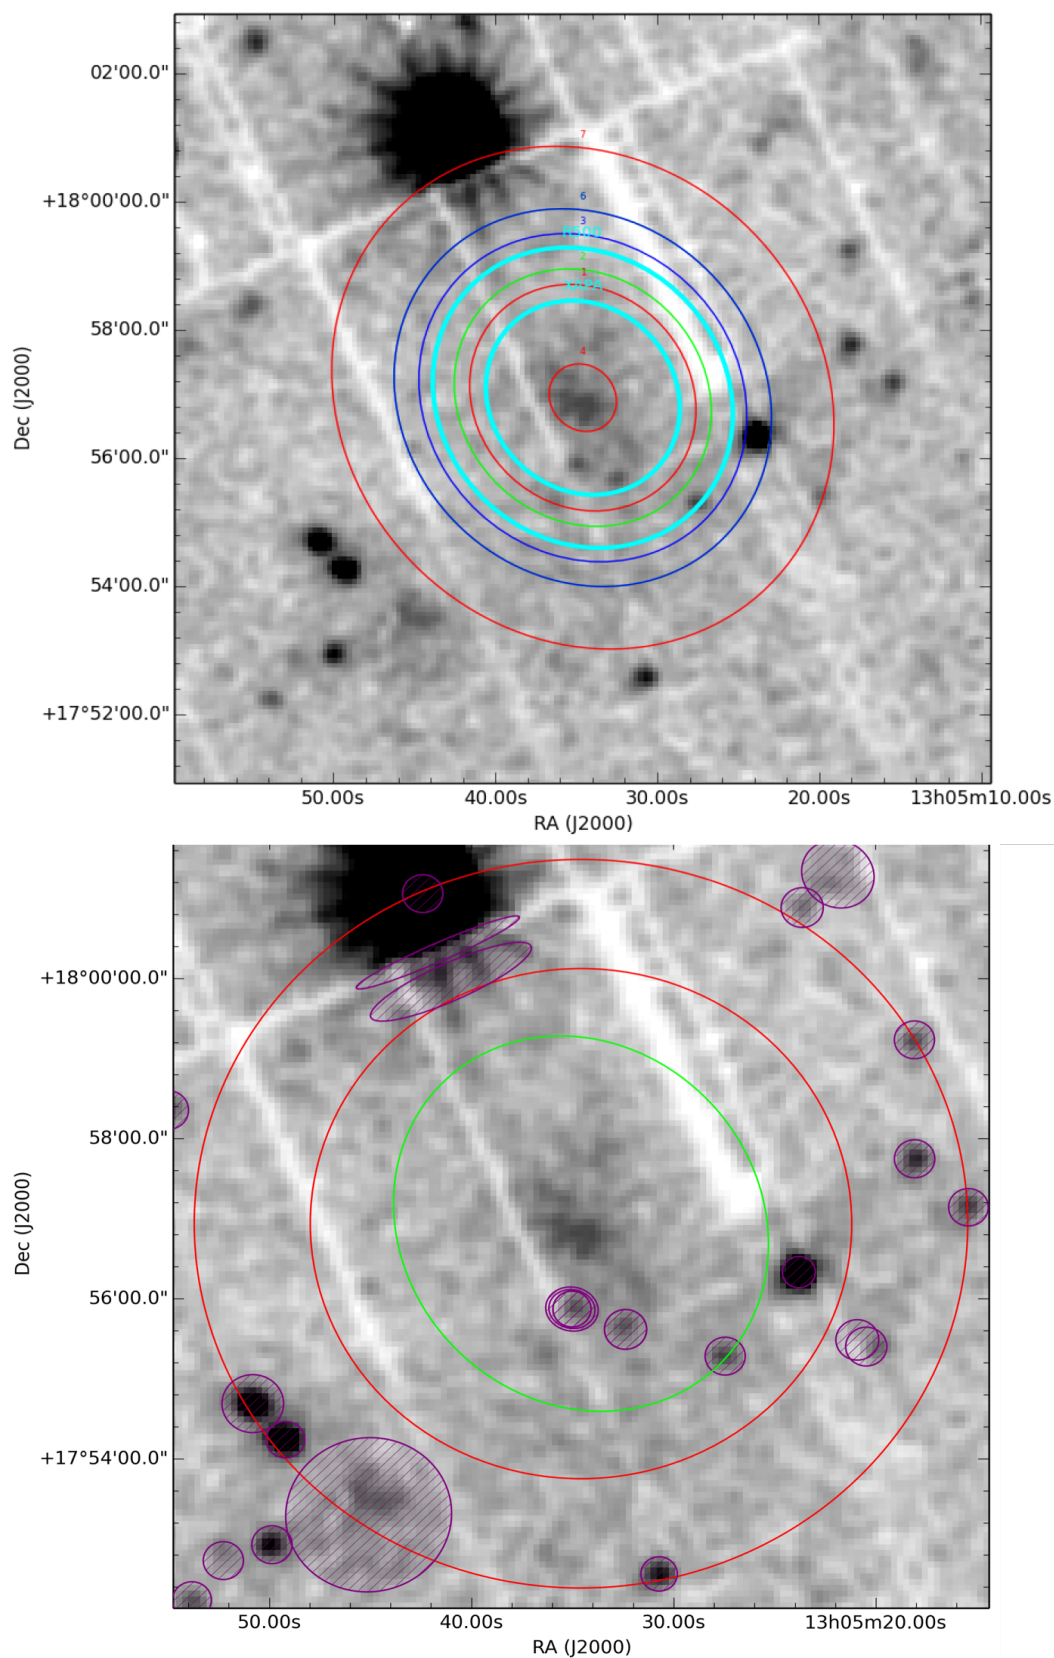 02'00.0"
+18°00'00.0"
58'00.0"
56'00.0"
54'00.0"
+17°52'00.0"
Dec (J2000)
7
6
3
R500
2
1
XAPA
4
50.00s 40.00s 30.00s 20.00s 13h05m10.00s
RA (J2000)
+18°00'00.0"
58'00.0"
56'00.0"
+17°54'00.0"
Dec (J2000)
50.00s 40.00s 30.00s 13h05m20.00s
RA (J2000)